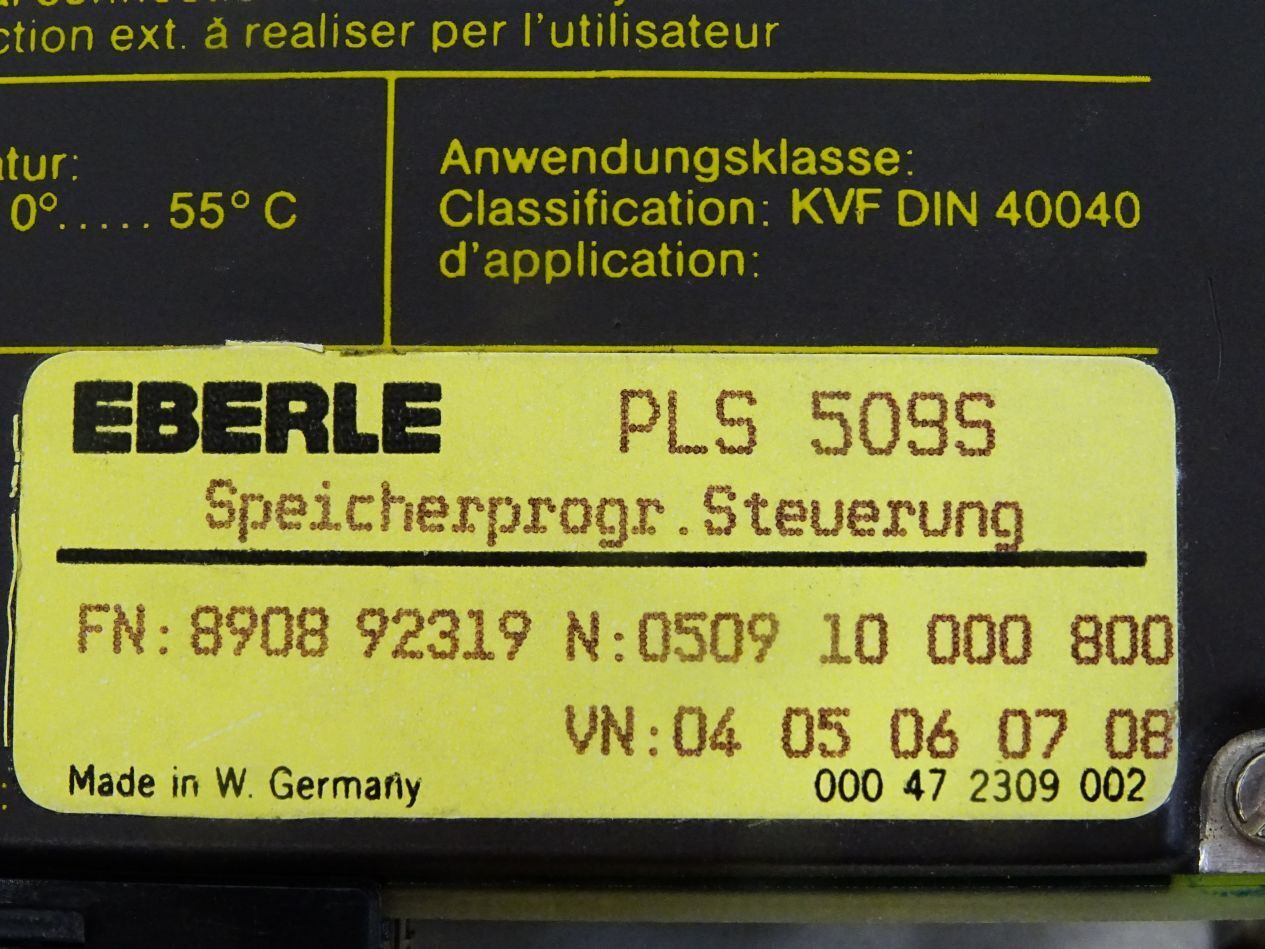 ction ext. à realiser per l'utilisateur
atur:
0°..... 55° C
Anwendungsklasse:
Classification: KVF DIN 40040
d'application:
EBERLE PLS 509S
Speicherprogr.Steuerung
FN: 8908 92319 N:0509 10 000 800
VN:04 05 06 07 08
Made in W. Germany 000 47 2309 002